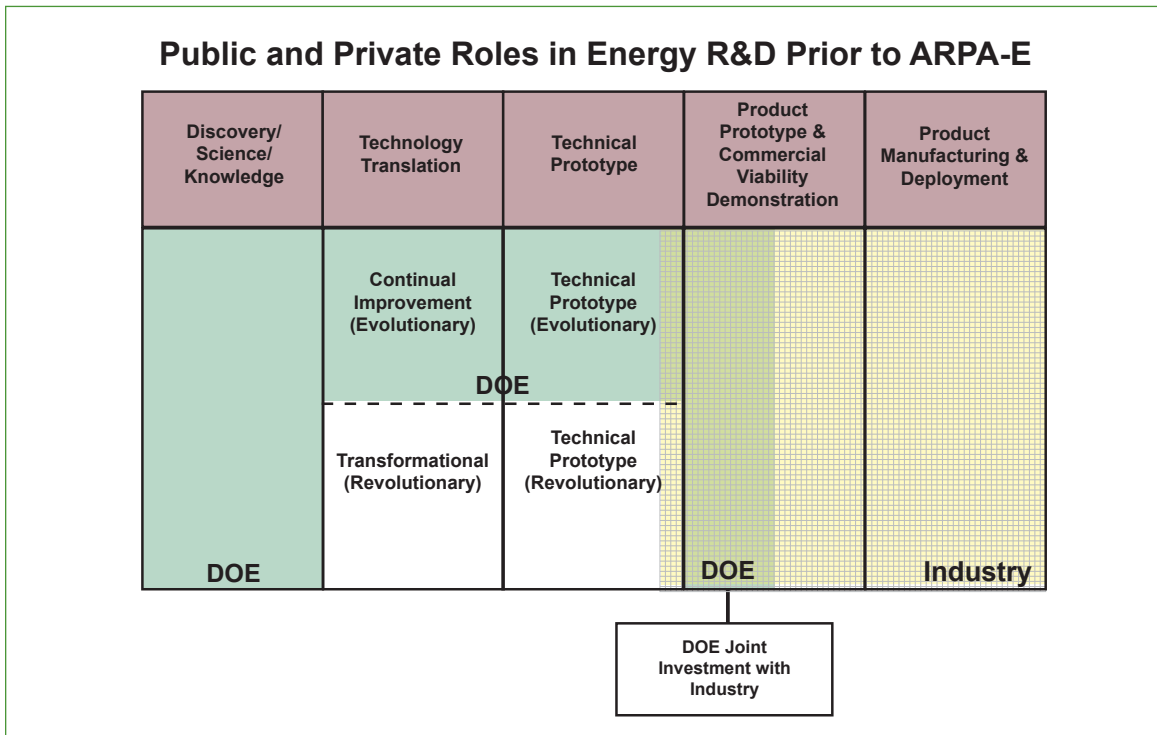 Public and Private Roles in Energy R&D Prior to ARPA-E
Discovery/
Science/
Knowledge
Technology
Translation
Technical
Prototype
Product
Prototype &
Commercial
Viability
Demonstration
Product
Manufacturing &
Deployment
Continual
Improvement
(Evolutionary)
Technical
Prototype
(Evolutionary)
DOE
Transformational
(Revolutionary)
Technical
Prototype
(Revolutionary)
DOE
DOE
Industry
DOE Joint
Investment with
Industry